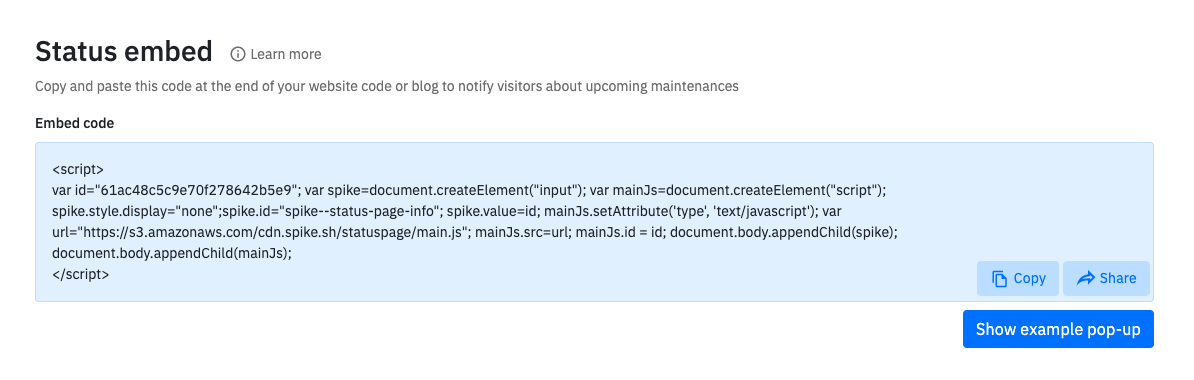 Status embed Learn more
Copy and paste this code at the end of your website code or blog to notify visitors about upcoming maintenances
Embed code
<script>
var id="61ac48c5c9e70f278642b5e9"; var spike=document.createElement("input"); var mainJs=document.createElement("script");
spike.style.display="none";spike.id="spike--status-page-info"; spike.value=id; mainJs.setAttribute('type', 'text/javascript'); var
url="https://s3.amazonaws.com/cdn.spike.sh/statuspage/main.js"; mainJs.src=url; mainJs.id = id; document.body.appendChild(spike);
document.body.appendChild(mainJs);
</script>
Copy Share
Show example pop-up